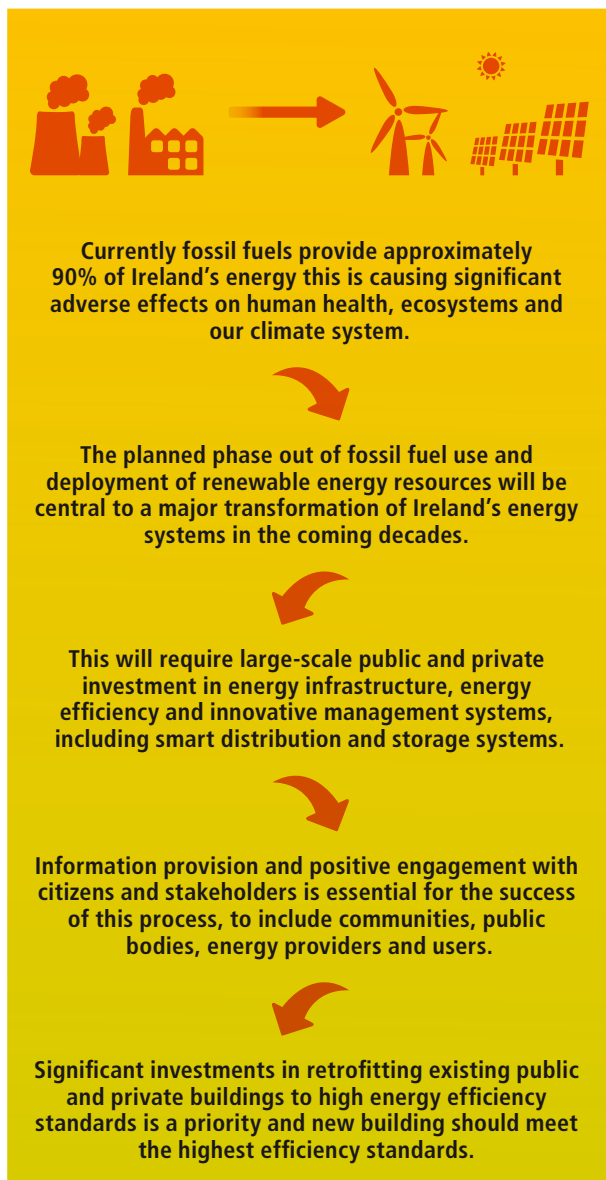 Currently fossil fuels provide approximately
90% of Ireland’s energy this is causing significant
adverse effects on human health, ecosystems and
our climate system.
The planned phase out of fossil fuel use and
deployment of renewable energy resources will be
central to a major transformation of Ireland’s energy
systems in the coming decades.
This will require large-scale public and private
investment in energy infrastructure, energy
efficiency and innovative management systems,
including smart distribution and storage systems.
Information provision and positive engagement with
citizens and stakeholders is essential for the success
of this process, to include communities, public
bodies, energy providers and users.
Significant investments in retrofitting existing public
and private buildings to high energy efficiency
standards is a priority and new building should meet
the highest efficiency standards.